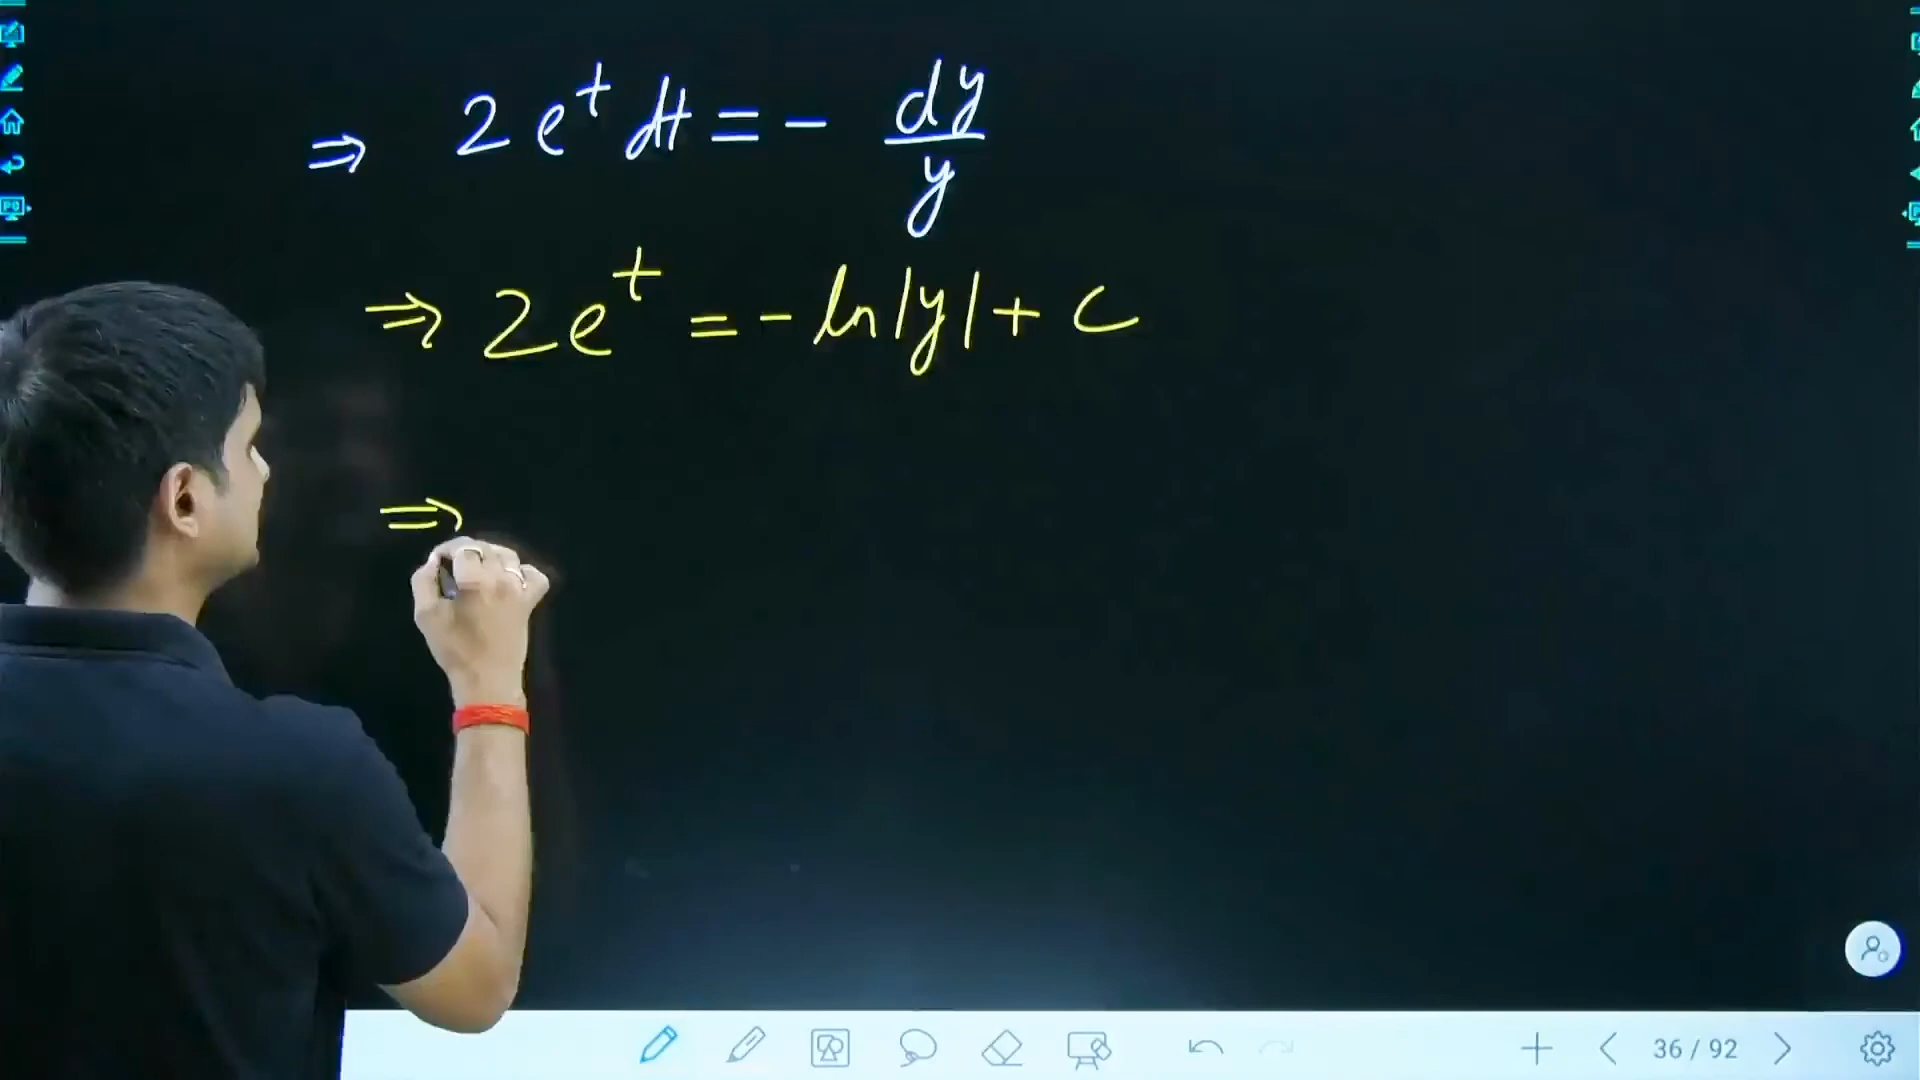 ⇒ 2e^t dt = - dy/y
⇒ 2e^t = - ln|y| + c
⇒
36 / 92